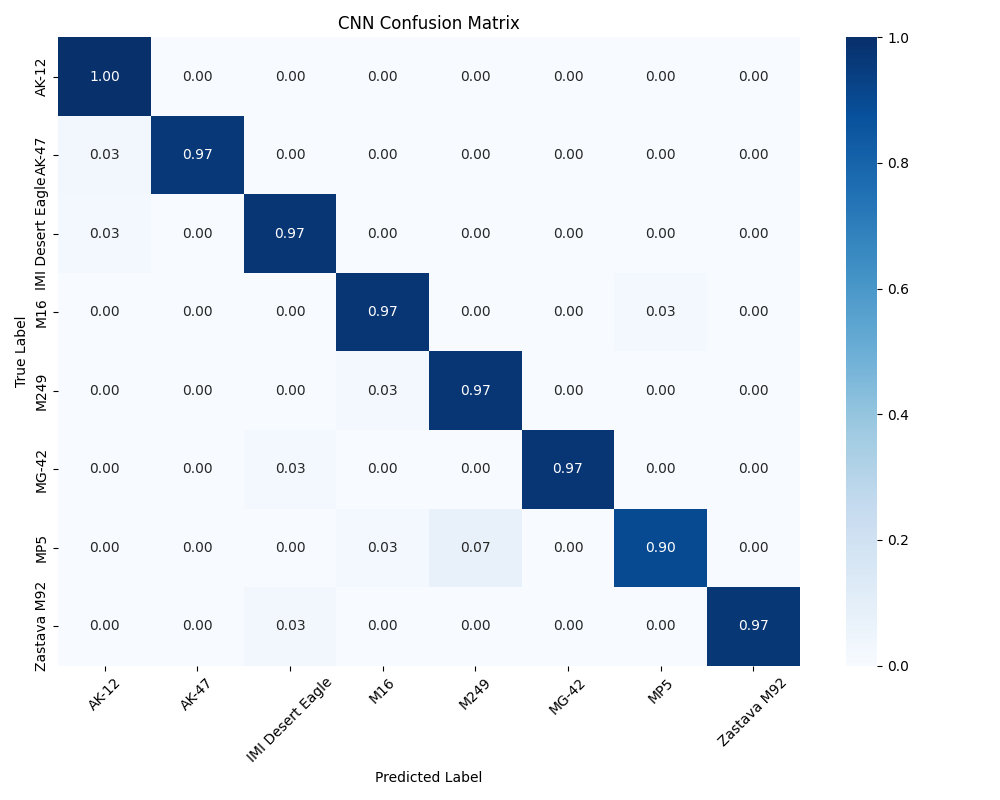 CNN Confusion Matrix
True Label
AK-12 1.00 0.00 0.00 0.00 0.00 0.00 0.00 0.00
AK-47 0.03 0.97 0.00 0.00 0.00 0.00 0.00 0.00
IMI Desert Eagle 0.03 0.00 0.97 0.00 0.00 0.00 0.00 0.00
M16 0.00 0.00 0.00 0.97 0.00 0.00 0.03 0.00
M249 0.00 0.00 0.00 0.03 0.97 0.00 0.00 0.00
MG-42 0.00 0.00 0.03 0.00 0.00 0.97 0.00 0.00
MP5 0.00 0.00 0.00 0.03 0.07 0.00 0.90 0.00
Zastava M92 0.00 0.00 0.03 0.00 0.00 0.00 0.00 0.97
AK-12 AK-47 IMI Desert Eagle M16 M249 MG-42 MP5 Zastava M92
Predicted Label
1.0
0.8
0.6
0.4
0.2
0.0